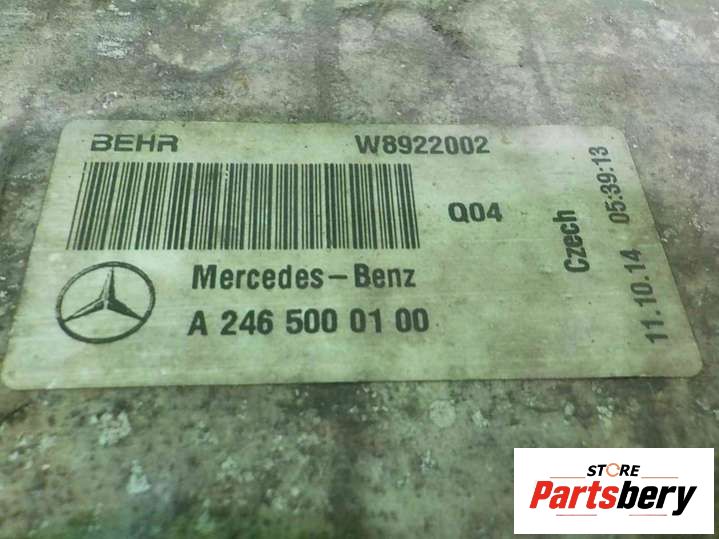 BEHR
W8922002
Q04
Mercedes-Benz
A 246 500 01 00
Czech
11.10.14 05:39:13
STORE
Partsbery